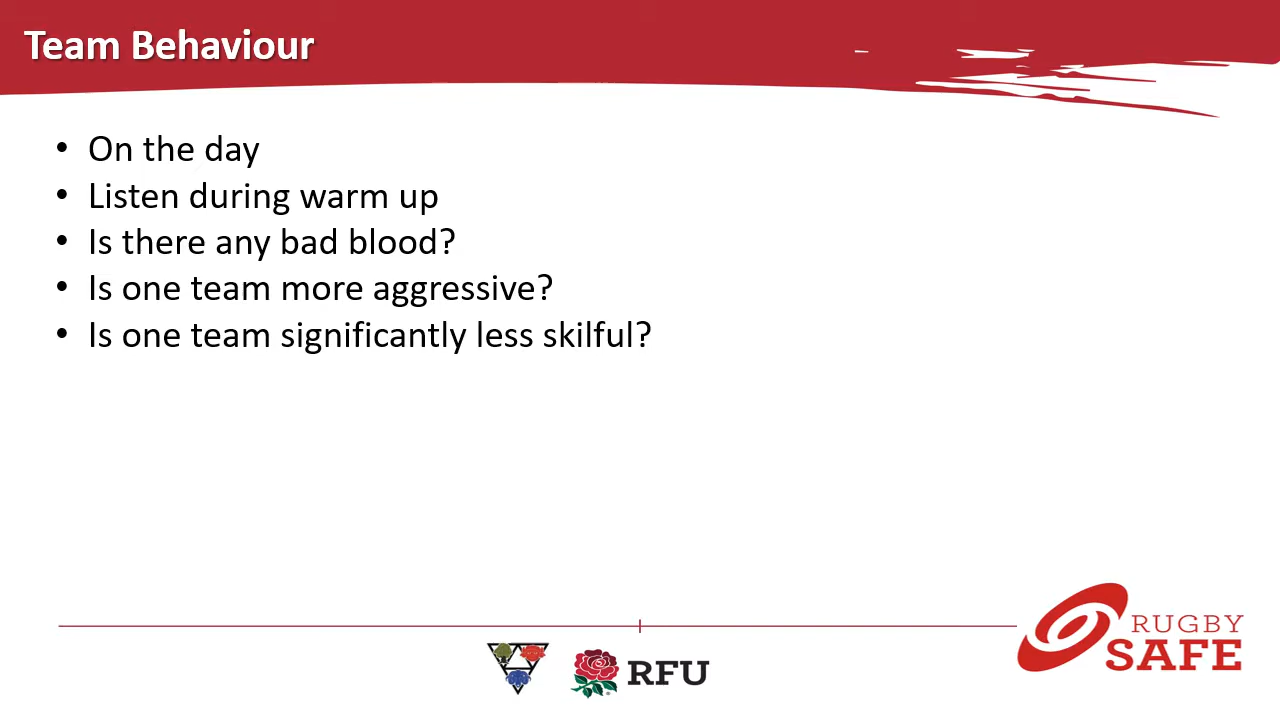 Team Behaviour
• On the day
• Listen during warm up
• Is there any bad blood?
• Is one team more aggressive?
• Is one team significantly less skilful?
RUGBY
SAFE
RFU